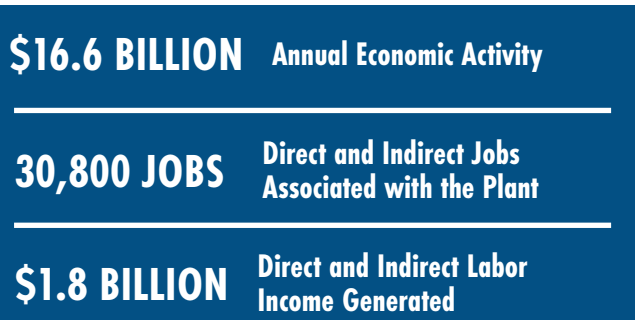 $16.6 BILLION Annual Economic Activity
30,800 JOBS
Direct and Indirect Jobs
Associated with the Plant
$1.8 BILLION
Direct and Indirect Labor
Income Generated